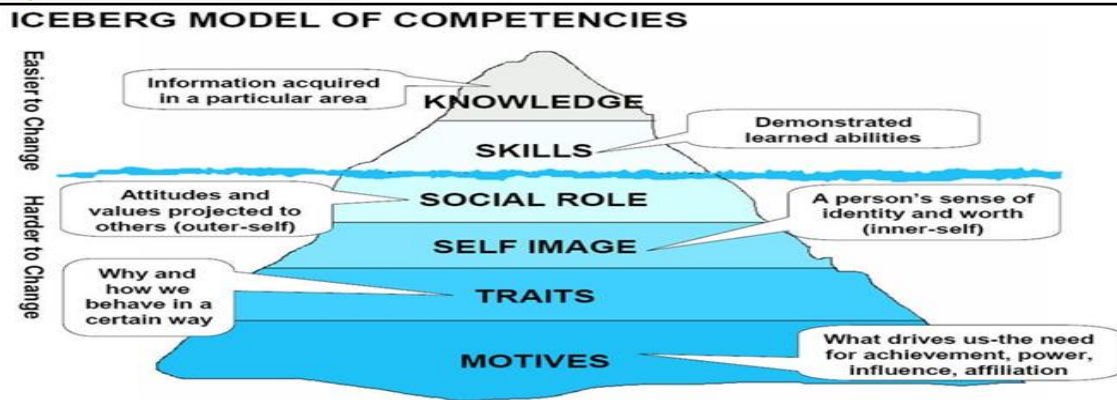 ICEBERG MODEL OF COMPETENCIES
Easier to Change
Information acquired
in a particular area
KNOWLEDGE
Demonstrated
learned abilities
SKILLS
Harder to Change
Attitudes and
values projected to
others (outer-self)
SOCIAL ROLE
A person's sense of
identity and worth
(inner-self)
SELF IMAGE
Why and
how we
behave in a
certain way
TRAITS
What drives us-the need
for achievement, power,
influence, affiliation
MOTIVES